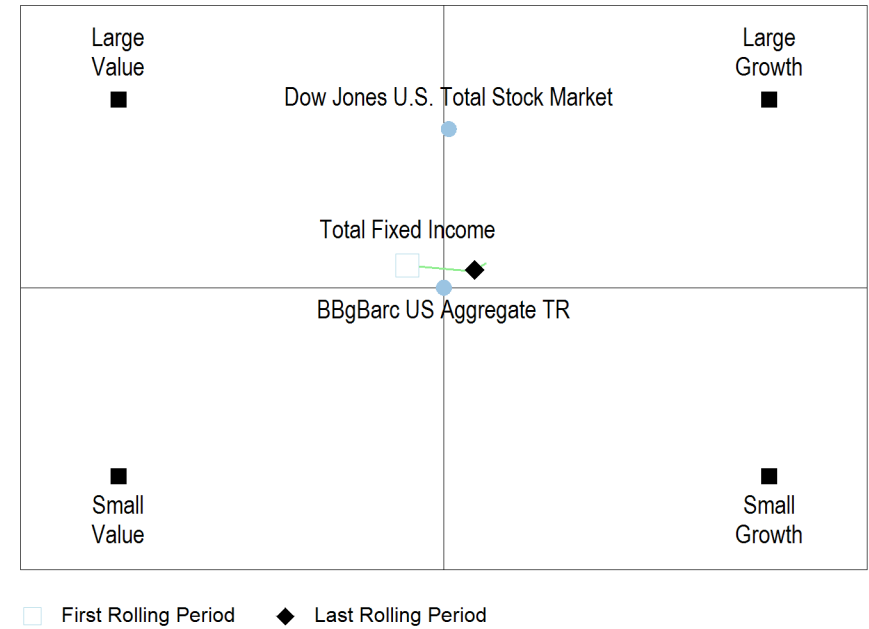 Large
Value
Large
Growth
Dow Jones U.S. Total Stock Market
Total Fixed Income
BBgBarc US Aggregate TR
Small
Value
Small
Growth
First Rolling Period
Last Rolling Period